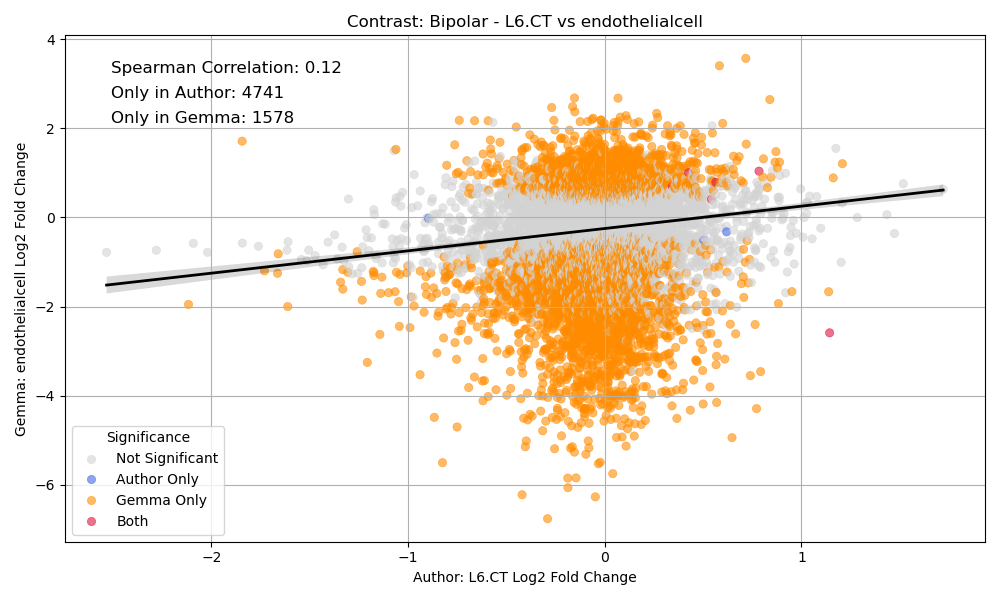 Contrast: Bipolar - L6.CT vs endothelialcell
Spearman Correlation: 0.12
Only in Author: 4741
Only in Gemma: 1578
Gemma: endothelialcell Log2 Fold Change
4
2
0
−2
−4
−6
Significance
Not Significant
Author Only
Gemma Only
Both
−2
−1
0
1
Author: L6.CT Log2 Fold Change